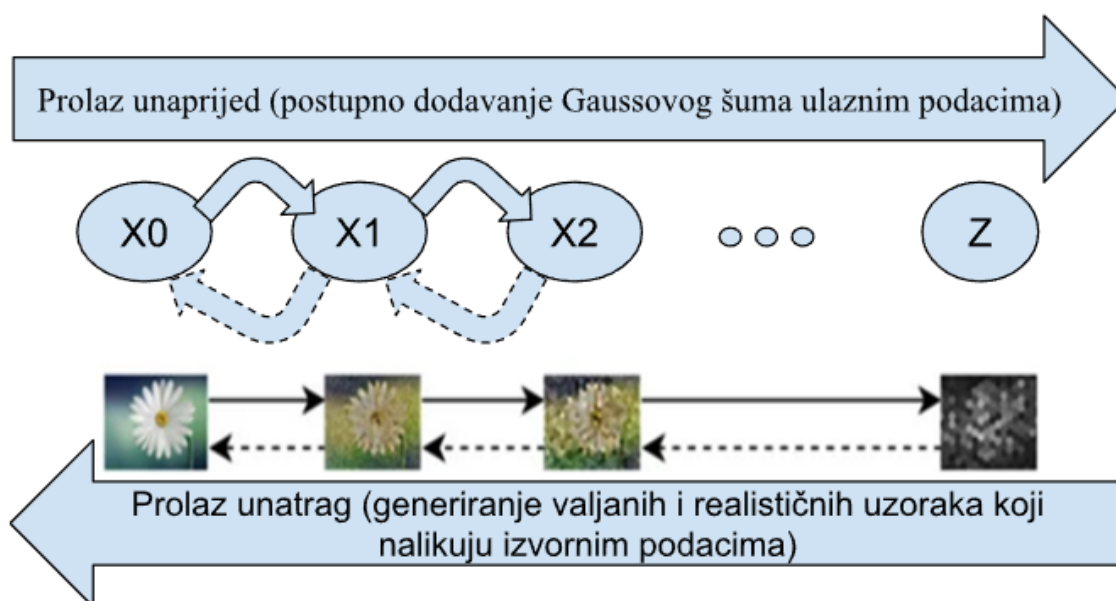 Prolaz unaprijed (postupno dodavanje Gaussovog šuma ulaznim podacima)
X0 X1 X2 Z
Prolaz unatrag (generiranje valjanih i realističnih uzoraka koji
nalikuju izvornim podacima)